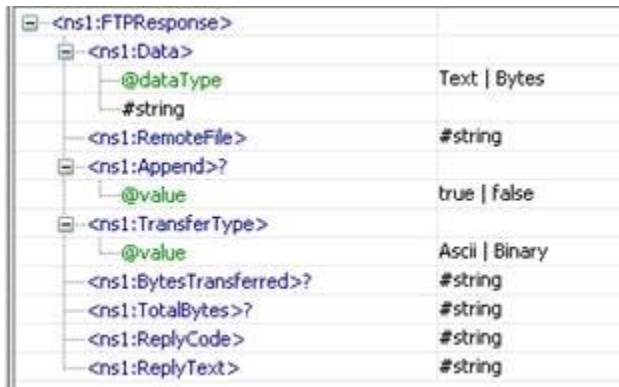 <ns1:FTPResponse>
<ns1:Data>
@dataType Text | Bytes
#string
<ns1:RemoteFile> #string
<ns1:Append>?
@value true | false
<ns1:TransferType>
@value Ascii | Binary
<ns1:BytesTransferred>? #string
<ns1:TotalBytes>? #string
<ns1:ReplyCode> #string
<ns1:ReplyText> #string